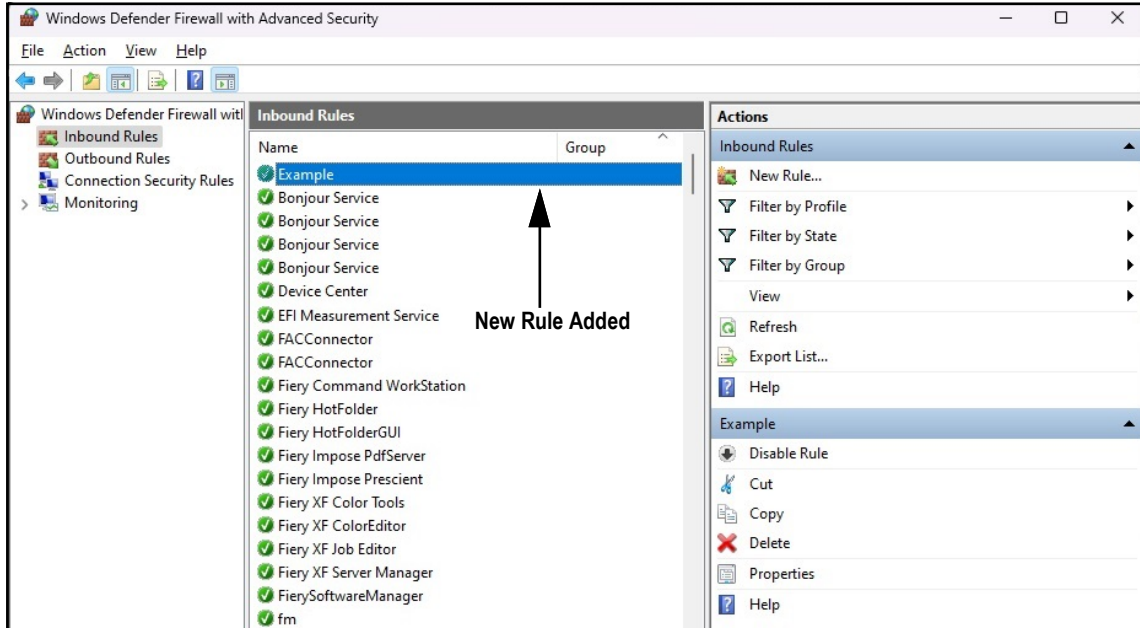 Windows Defender Firewall with Advanced Security
File Action View Help
Windows Defender Firewall witl
Inbound Rules
Outbound Rules
Connection Security Rules
Monitoring
Inbound Rules
Name Group
Example
Bonjour Service
Bonjour Service
Bonjour Service
Bonjour Service
Device Center
EFI Measurement Service
FACConnector
FACConnector
Fiery Command WorkStation
Fiery HotFolder
Fiery HotFolderGUI
Fiery Impose PdfServer
Fiery Impose Prescient
Fiery XF Color Tools
Fiery XF ColorEditor
Fiery XF Job Editor
Fiery XF Server Manager
FierySoftwareManager
fm
New Rule Added
Actions
Inbound Rules
New Rule...
Filter by Profile
Filter by State
Filter by Group
View
Refresh
Export List...
Help
Example
Disable Rule
Cut
Copy
Delete
Properties
Help